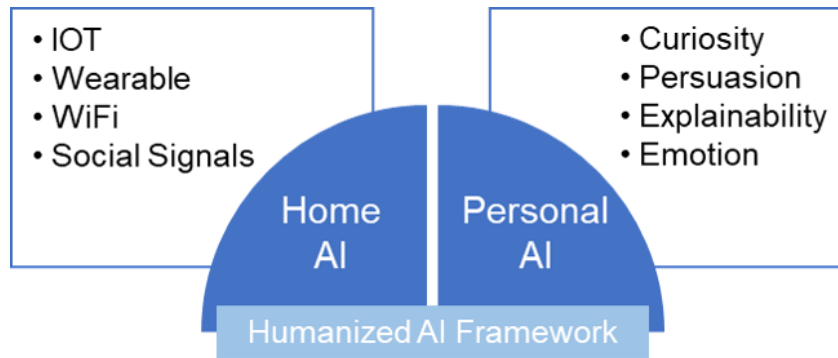 • IOT
• Wearable
• WiFi
• Social Signals
• Curiosity
• Persuasion
• Explainability
• Emotion
Home
AI
Personal
AI
Humanized AI Framework